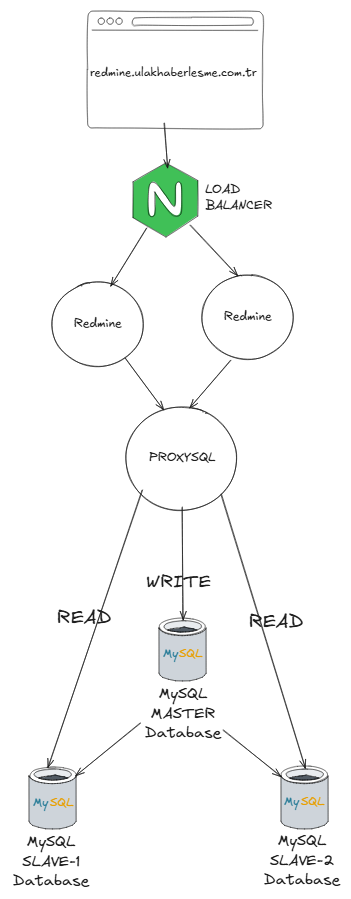 redmine.ulakhaberlesme.com.tr
N
LOAD
BALANCER
Redmine
Redmine
PROXYSQL
WRITE
READ
READ
MySQL
MySQL
MASTER
Database
MySQL
MySQL
SLAVE-1
Database
MySQL
MySQL
SLAVE-2
Database